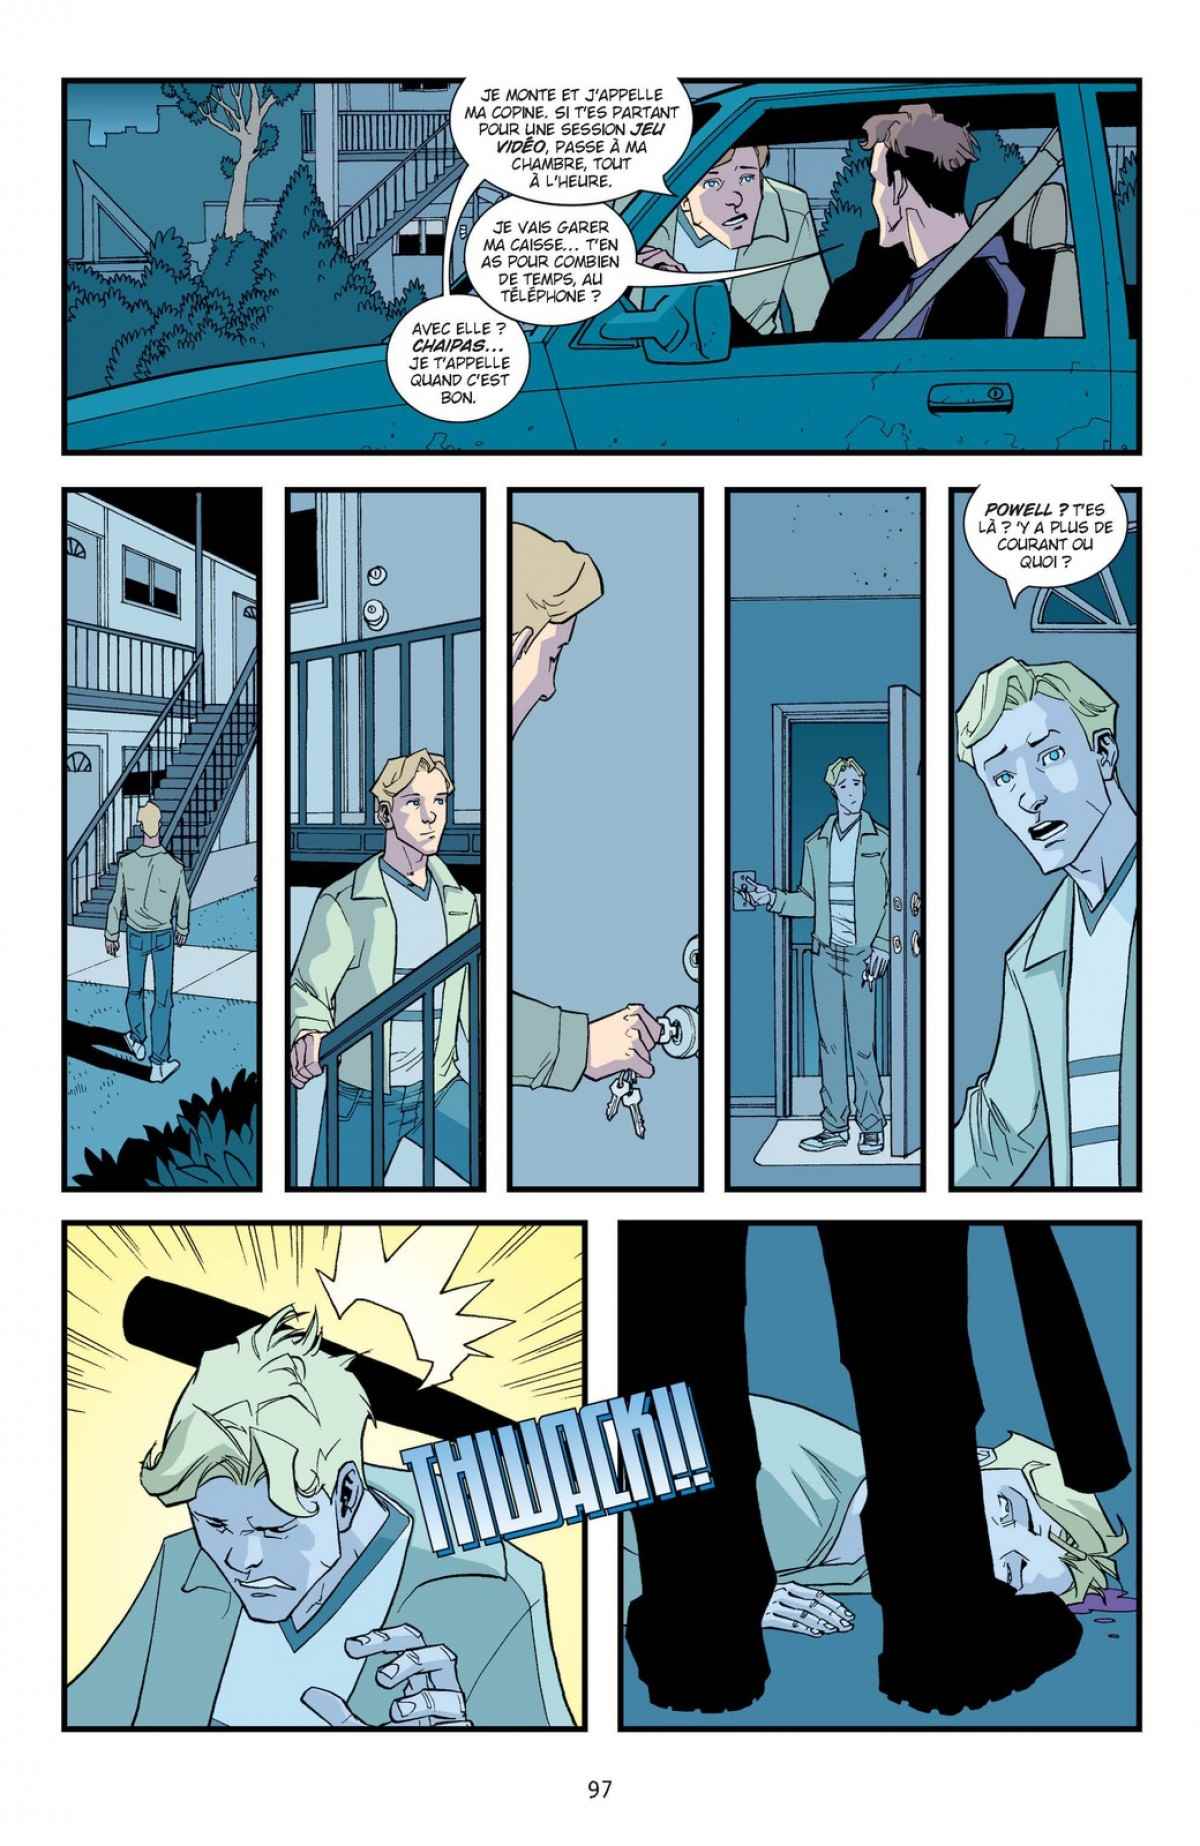 JE MONTE ET J'APPELLE
MA COPINE. SI T'ES PARTANT
POUR UNE SESSION JEU
VIDÉO, PASSE À MA
CHAMBRE, TOUT
À L'HEURE.
JE VAIS GARER
MA CAISSE... T'EN
AS POUR COMBIEN
DE TEMPS, AU
TÉLÉPHONE ?
AVEC ELLE ?
CHAIPAS...
JE T'APPELLE
QUAND C'EST
BON.
POWELL ? T'ES
LÀ ? 'Y A PLUS DE
COURANT OU
QUOI ?
THWACK!!
97